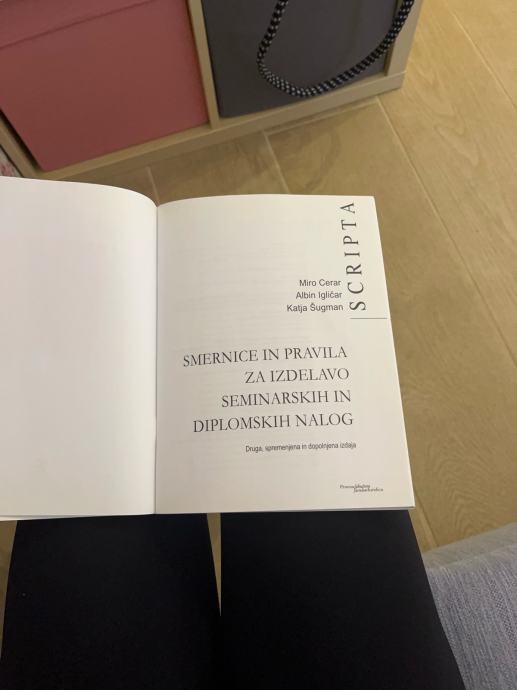 SCRIPTA
Miro Cerar
Albin Igličar
Katja Šugman
SMERNICE IN PRAVILA
ZA IZDELAVO
SEMINARSKIH IN
DIPLOMSKIH NALOG
Druga, spremenjena in dopolnjena izdaja